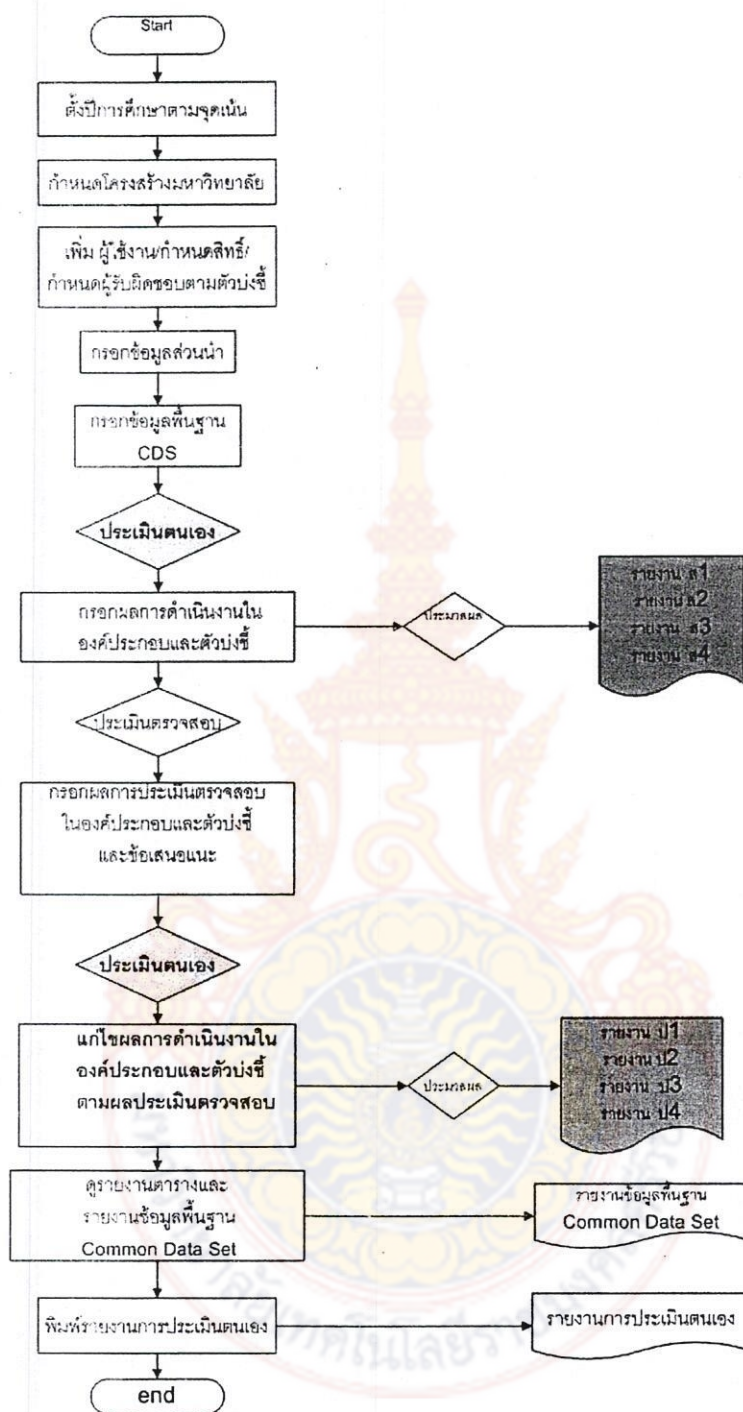 Start
ตั้งปีการศึกษาตามจุดเน้น
กำหนดโครงสร้างมหาวิทยาลัย
เพิ่ม ผู้ใช้งาน/กำหนดสิทธิ์/
กำหนดผู้รับผิดชอบตามตัวบ่งชี้
กรอกข้อมูลส่วนนำ
กรอกข้อมูลพื้นฐาน
CDS
ประเมินตนเอง
กรอกผลการดำเนินงานใน
องค์ประกอบและตัวบ่งชี้
ประมวลผล
รายงาน ส1
รายงาน ส2
รายงาน ส3
รายงาน ส4
ประเมินตรวจสอบ
กรอกผลการประเมินตรวจสอบ
ในองค์ประกอบและตัวบ่งชี้
และข้อเสนอแนะ
ประเมินตนเอง
แก้ไขผลการดำเนินงานใน
องค์ประกอบและตัวบ่งชี้
ตามผลประเมินตรวจสอบ
ประมวลผล
รายงาน ป1
รายงาน ป2
รายงาน ป3
รายงาน ป4
ดูรายงานตารางและ
รายงานข้อมูลพื้นฐาน
Common Data Set
รายงานข้อมูลพื้นฐาน
Common Data Set
พิมพ์รายงานการประเมินตนเอง
รายงานการประเมินตนเอง
end